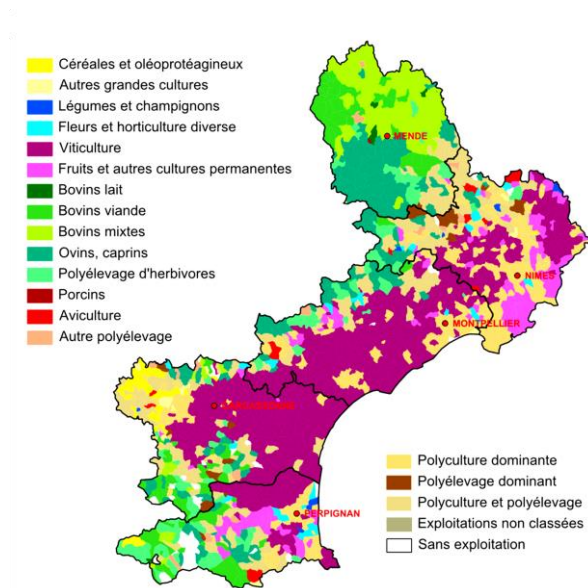 Céréales et oléoprotéagineux
Autres grandes cultures
Légumes et champignons
Fleurs et horticulture diverse
Viticulture
Fruits et autres cultures permanentes
Bovins lait
Bovins viande
Bovins mixtes
Ovins, caprins
Polyélevage d'herbivores
Porcins
Aviculture
Autre polyélevage
MENDE
NIMES
MONTPELLIER
PERPIGNAN
Polyculture dominante
Polyélevage dominant
Polyculture et polyélevage
Exploitations non classées
Sans exploitation